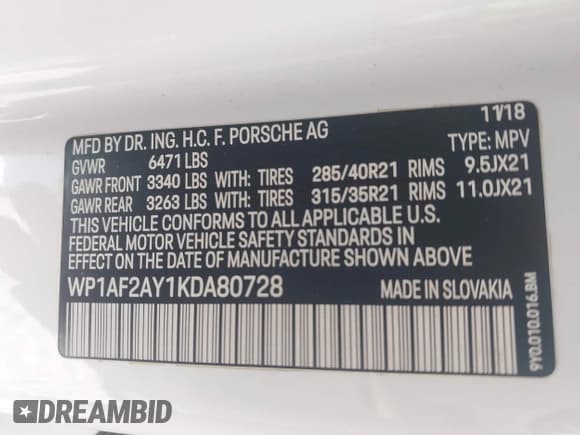 11/18
MFD BY DR. ING. H.C. F. PORSCHE AG
TYPE: MPV
GVWR 6471 LBS
GAWR FRONT 3340 LBS WITH: TIRES 285/40R21 RIMS 9.5JX21
GAWR REAR 3263 LBS WITH: TIRES 315/35R21 RIMS 11.0JX21
THIS VEHICLE CONFORMS TO ALL APPLICABLE U.S.
FEDERAL MOTOR VEHICLE SAFETY STANDARDS IN
EFFECT ON THE DATE OF MANUFACTURE SHOWN ABOVE.
WP1AF2AY1KDA80728 MADE IN SLOVAKIA
9Y0.010.016.BM
DREAMBID